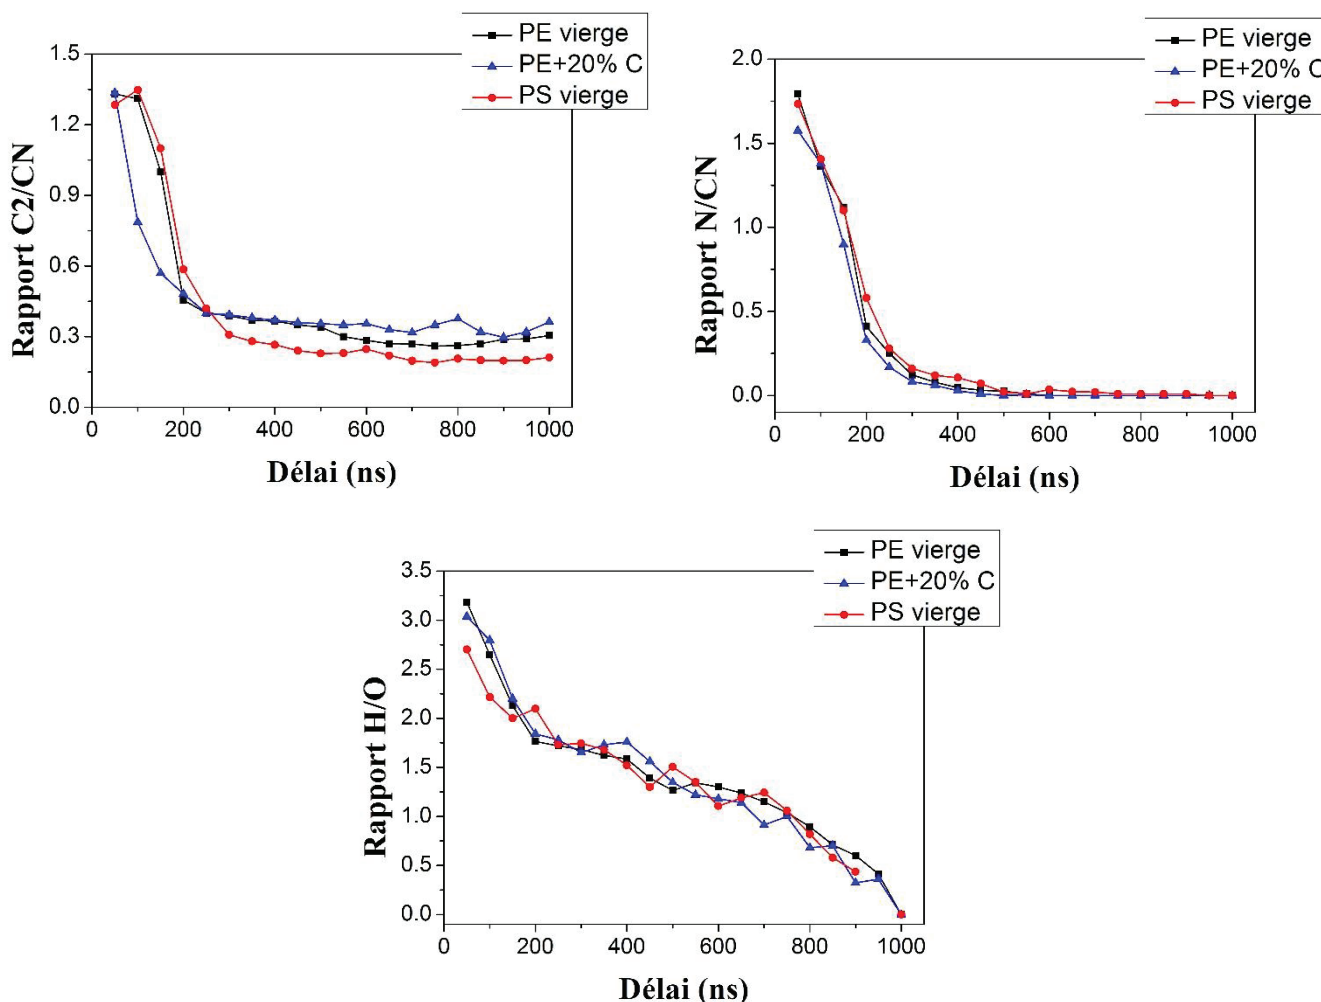 PE vierge
PE+20% C
PS vierge
Rapport C2/CN
1.5
1.2
0.9
0.6
0.3
0.0
0 200 400 600 800 1000
Délai (ns)
PE vierge
PE+20% C
PS vierge
Rapport N/CN
2.0
1.5
1.0
0.5
0.0
0 200 400 600 800 1000
Délai (ns)
PE vierge
PE+20% C
PS vierge
Rapport H/O
3.5
3.0
2.5
2.0
1.5
1.0
0.5
0.0
0 200 400 600 800 1000
Délai (ns)